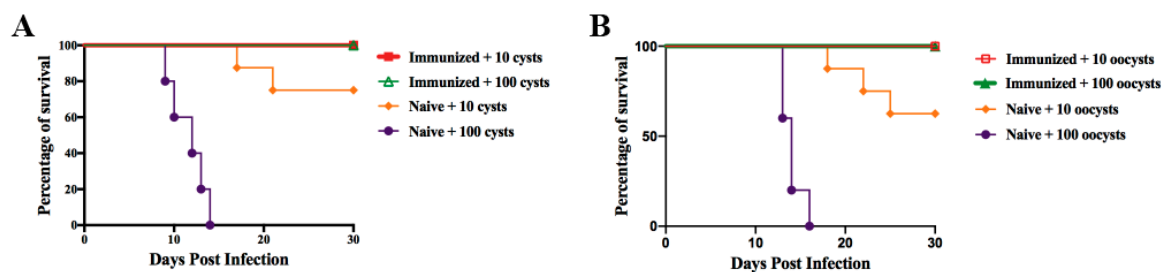 A
Percentage of survival
100
80
60
40
20
0
0
10
20
30
Days Post Infection
Immunized + 10 cysts
Immunized + 100 cysts
Naive + 10 cysts
Naive + 100 cysts
B
Percentage of survival
100
50
0
0
10
20
30
Days Post Infection
Immunized + 10 oocysts
Immunized + 100 oocysts
Naive + 10 oocysts
Naive + 100 oocysts